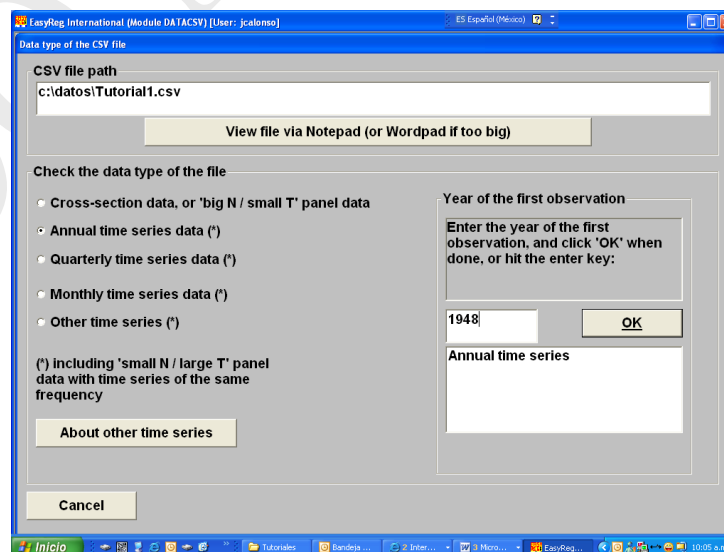 EasyReg International (Module DATACSV) [User: jcalonso]
ES Español (México)
Data type of the CSV file
CSV file path
c:\datos\Tutorial1.csv
View file via Notepad (or Wordpad if too big)
Check the data type of the file
Cross-section data, or 'big N / small T' panel data
Annual time series data (*)
Quarterly time series data (*)
Monthly time series data (*)
Other time series (*)
(*) including 'small N / large T' panel
data with time series of the same
frequency
About other time series
Year of the first observation
Enter the year of the first
observation, and click 'OK' when
done, or hit the enter key:
1948
OK
Annual time series
Cancel
Inicio
Tutoriales
Bandeja ...
2 Inter...
3 Micro...
EasyReg...
10:05 a.m